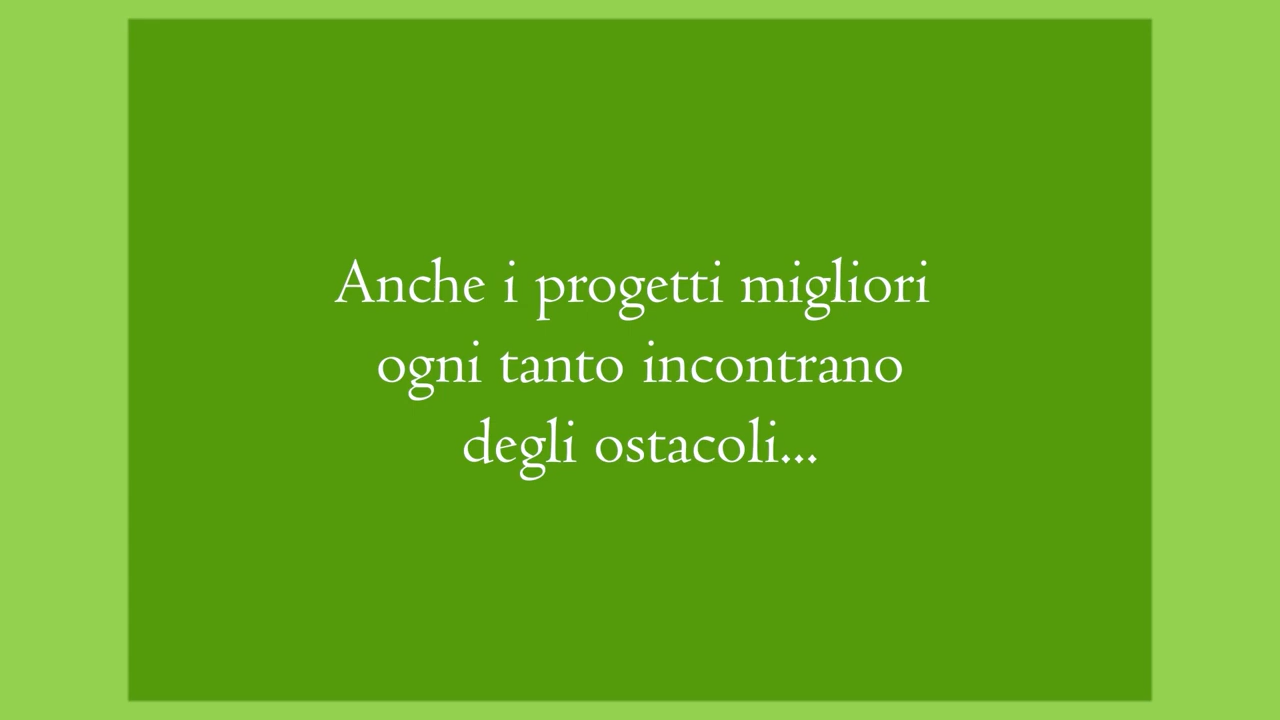 Anche i progetti migliori
ogni tanto incontrano
degli ostacoli...